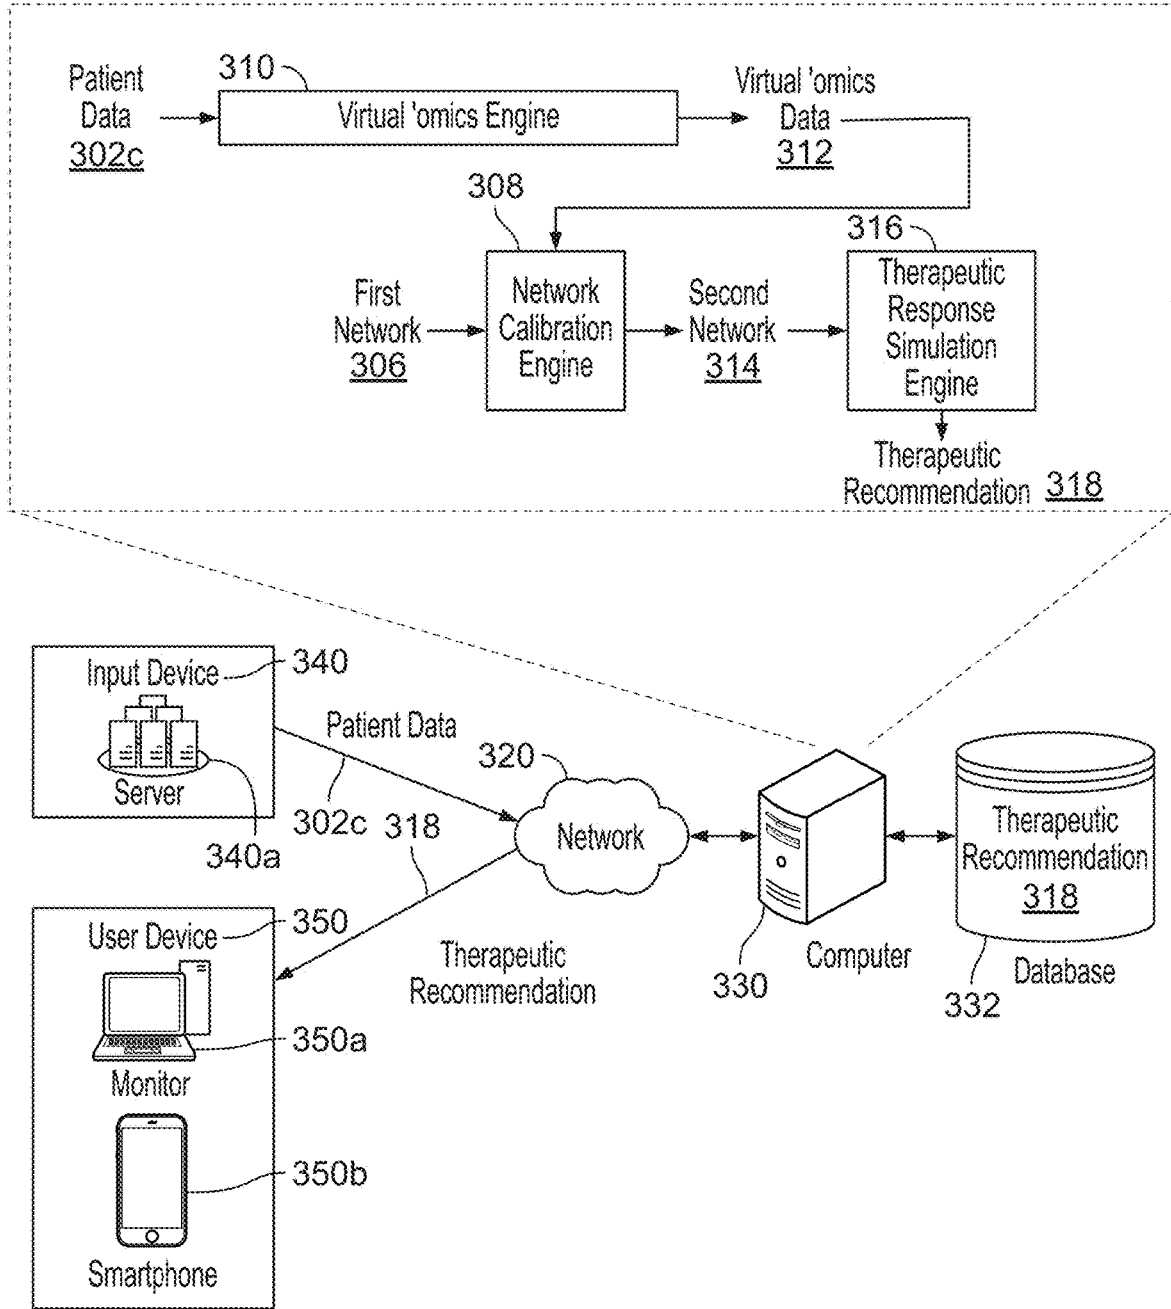 310
Patient
Data
302c
Virtual 'omics Engine
Virtual 'omics
Data
312
308
316
First
Network
306
Network
Calibration
Engine
Second
Network
314
Therapeutic
Response
Simulation
Engine
Therapeutic
Recommendation 318
Input Device
340
Server
340a
Patient Data
302c
318
320
Network
Therapeutic
Recommendation
330
Computer
Therapeutic
Recommendation
318
332
Database
User Device
350
350a
Monitor
350b
Smartphone